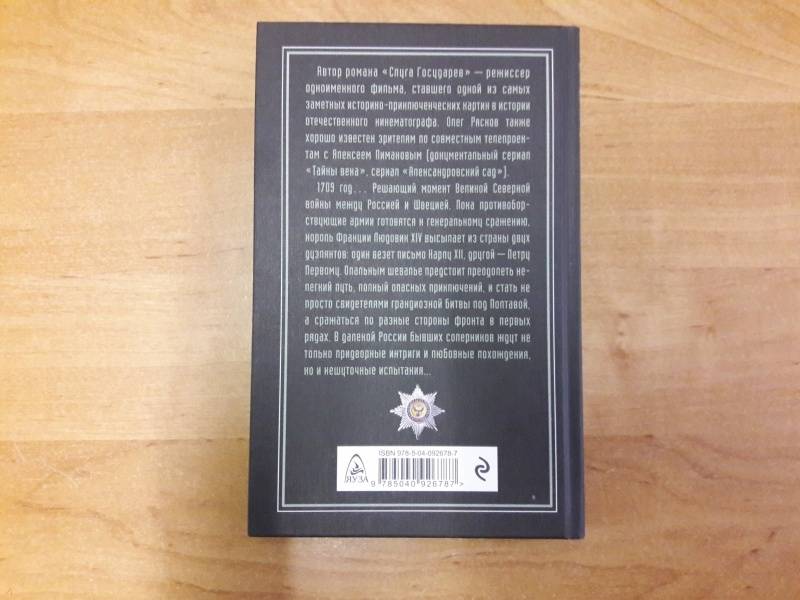 Автор романа «Слуга Государев» — режиссер
одноименного фильма, ставшего одной из самых
заметных историко-приключенческих картин в истории
отечественного кинематографа. Олег Рясков также
хорошо известен зрителям по совместным телепроек-
там с Алексеем Пимановым (документальный сериал
«Тайны века», сериал «Александровский сад»).
1709 год... Решающий момент Великой Северной
войны между Россией и Швецией. Пока противобор-
ствующие армии готовятся к генеральному сражению,
король Франции Людовик XIV высылает из страны двух
дуэлянтов: один везет письмо Карлу XII, другой — Петру
Первому. Опальным шевалье предстоит преодолеть не-
легкий путь, полный опасных приключений, и стать не
просто свидетелями грандиозной Битвы под Полтавой,
а сражаться по разные стороны фронта в первых
рядах. В далекой России бывших соперников ждут не
только придворные интриги и любовные похождения,
но и нешуточные испытания...
ISBN 978-5-04-092678-7
ЯУЗА
9 785040 926787 >